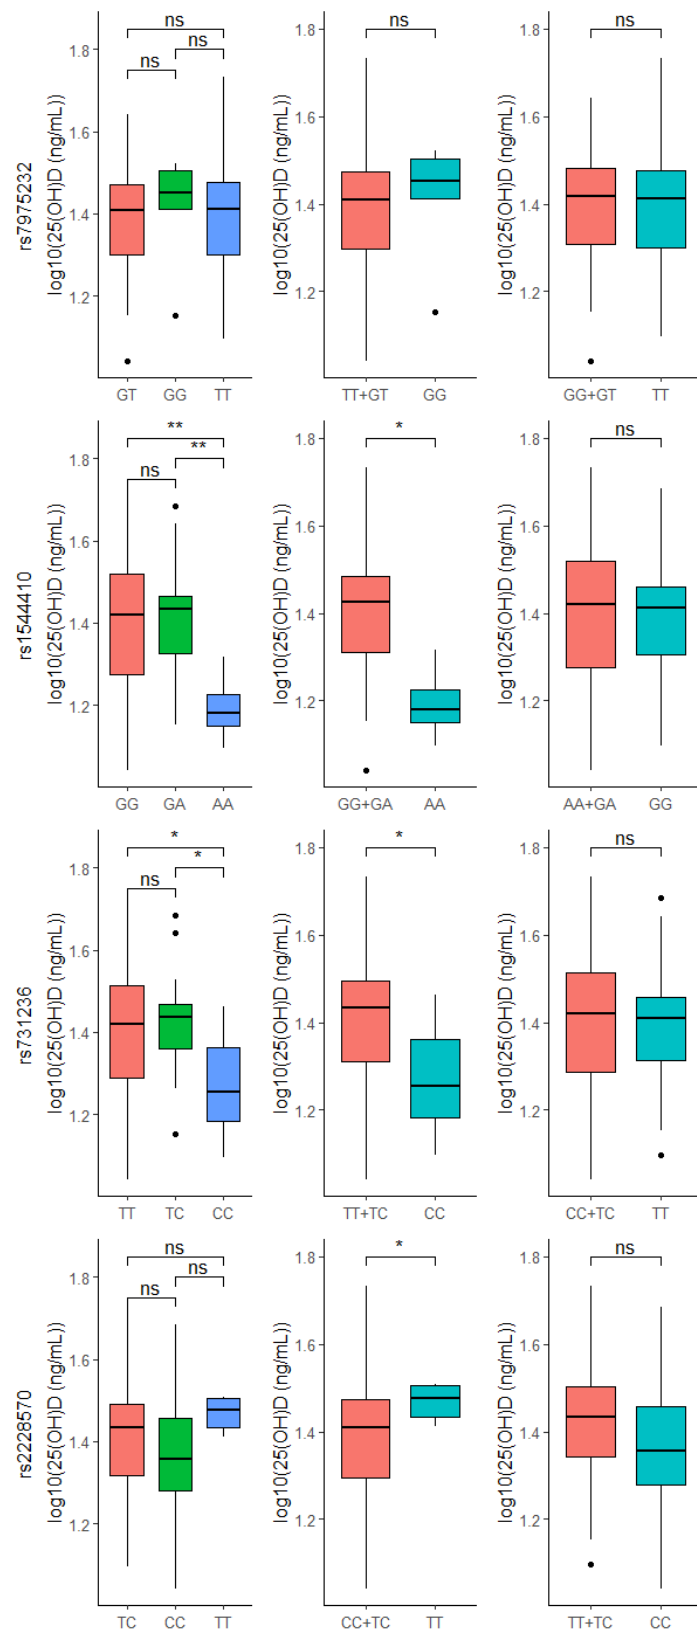 rs7975232
log10(25(OH)D (ng/mL))
1.8
1.6
1.4
1.2
ns
ns
ns
GT GG TT
log10(25(OH)D (ng/mL))
1.8
1.6
1.4
1.2
ns
TT+GT GG
log10(25(OH)D (ng/mL))
1.8
1.6
1.4
1.2
ns
GG+GT TT
rs1544410
log10(25(OH)D (ng/mL))
1.8
1.6
1.4
1.2
**
**
ns
GG GA AA
log10(25(OH)D (ng/mL))
1.8
1.6
1.4
1.2
*
GG+GA AA
log10(25(OH)D (ng/mL))
1.8
1.6
1.4
1.2
ns
AA+GA GG
rs731236
log10(25(OH)D (ng/mL))
1.8
1.6
1.4
1.2
*
*
ns
TT TC CC
log10(25(OH)D (ng/mL))
1.8
1.6
1.4
1.2
*
TT+TC CC
log10(25(OH)D (ng/mL))
1.8
1.6
1.4
1.2
ns
CC+TC TT
rs2228570
log10(25(OH)D (ng/mL))
1.8
1.6
1.4
1.2
ns
ns
ns
TC CC TT
log10(25(OH)D (ng/mL))
1.8
1.6
1.4
1.2
*
CC+TC TT
log10(25(OH)D (ng/mL))
1.8
1.6
1.4
1.2
ns
TT+TC CC